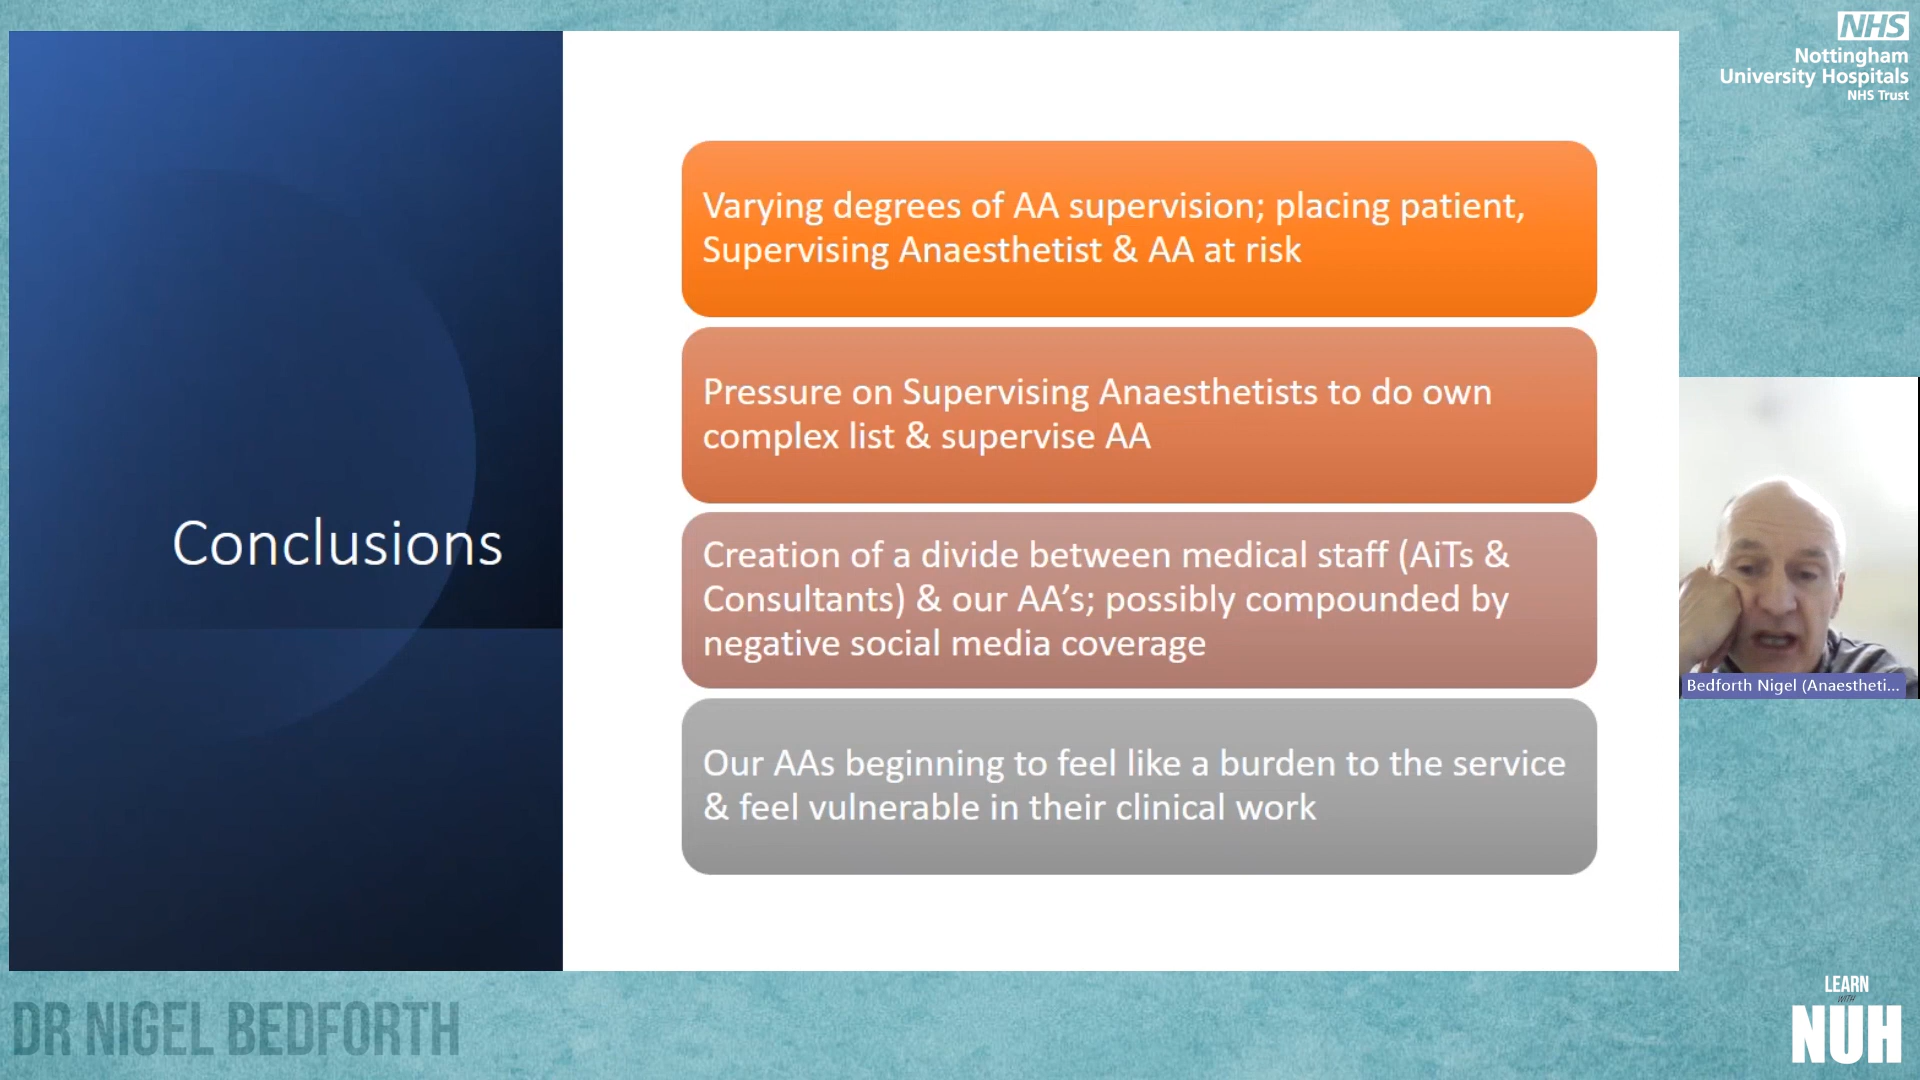 NHS
Nottingham
University Hospitals
NHS Trust
Conclusions
Varying degrees of AA supervision; placing patient,
Supervising Anaesthetist & AA at risk
Pressure on Supervising Anaesthetists to do own
complex list & supervise AA
Creation of a divide between medical staff (AiTs &
Consultants) & our AA’s; possibly compounded by
negative social media coverage
Our AAs beginning to feel like a burden to the service
& feel vulnerable in their clinical work
Bedforth Nigel (Anaestheti...
DR NIGEL BEDFORTH
LEARN
WITH
NUH